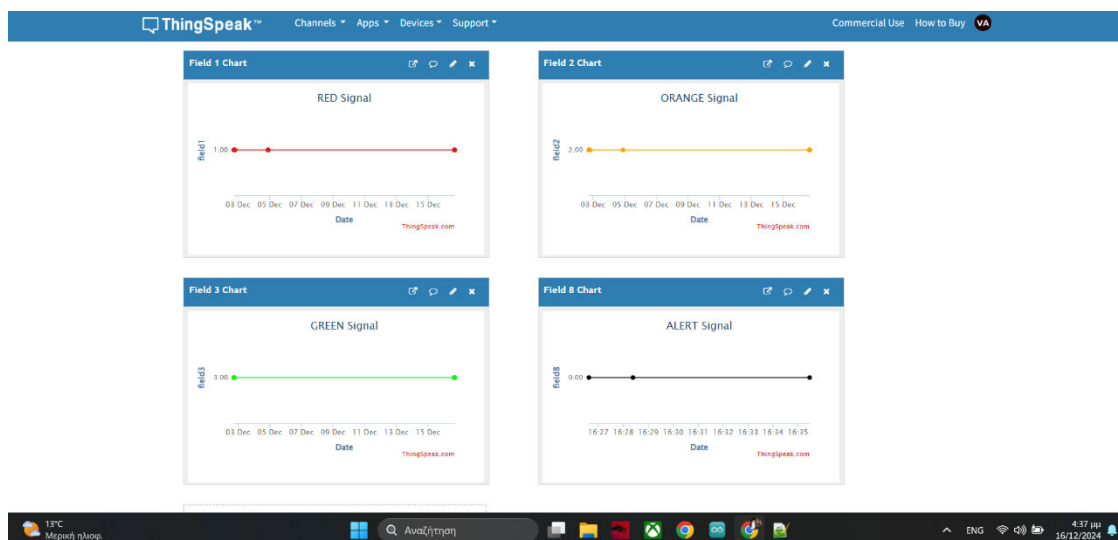 ThingSpeak™ Channels Apps Devices Support Commercial Use How to Buy VA
Field 1 Chart
RED Signal
field1
1.00
03 Dec 05 Dec 07 Dec 09 Dec 11 Dec 13 Dec 15 Dec
Date
ThingSpeak.com
Field 2 Chart
ORANGE Signal
field2
2.00
03 Dec 05 Dec 07 Dec 09 Dec 11 Dec 13 Dec 15 Dec
Date
ThingSpeak.com
Field 3 Chart
GREEN Signal
field3
3.00
03 Dec 05 Dec 07 Dec 09 Dec 11 Dec 13 Dec 15 Dec
Date
ThingSpeak.com
Field 8 Chart
ALERT Signal
field8
0.00
16:27 16:28 16:29 16:30 16:31 16:32 16:33 16:34 16:35
Date
ThingSpeak.com
13°C
Μερική ηλιοφ.
Αναζήτηση
ENG
4:37 μμ
16/12/2024